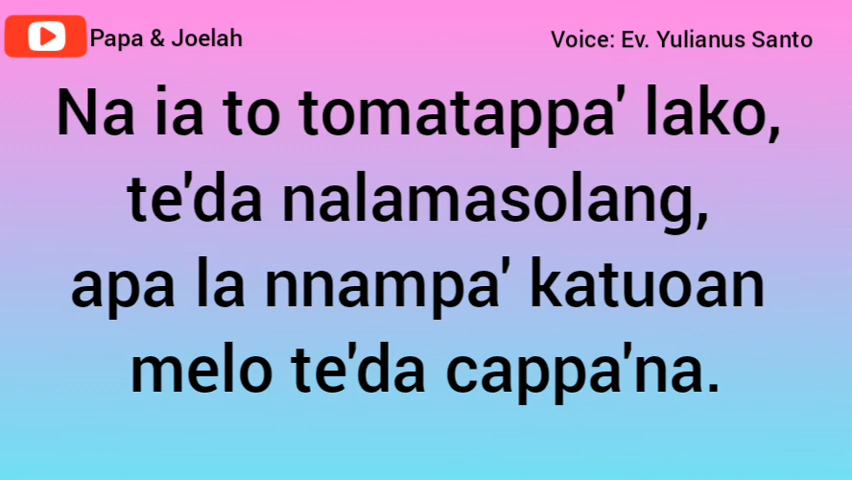 Papa & Joelah
Voice: Ev. Yulianus Santo
Na ia to tomatappa' lako,
te'da nalamasolang,
apa la nnampa' katuoan
melo te'da cappa'na.